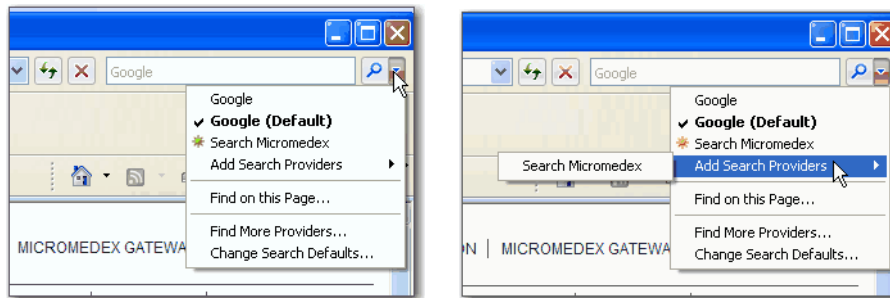 Google
Google
Google (Default)
Search Micromedex
Add Search Providers
Find on this Page...
Find More Providers...
Change Search Defaults...
MICROMEDEX GATEWA
Google
Google
Google (Default)
Search Micromedex
Search Micromedex
Add Search Providers
Find on this Page...
Find More Providers...
Change Search Defaults...
ON | MICROMEDEX GATEWA